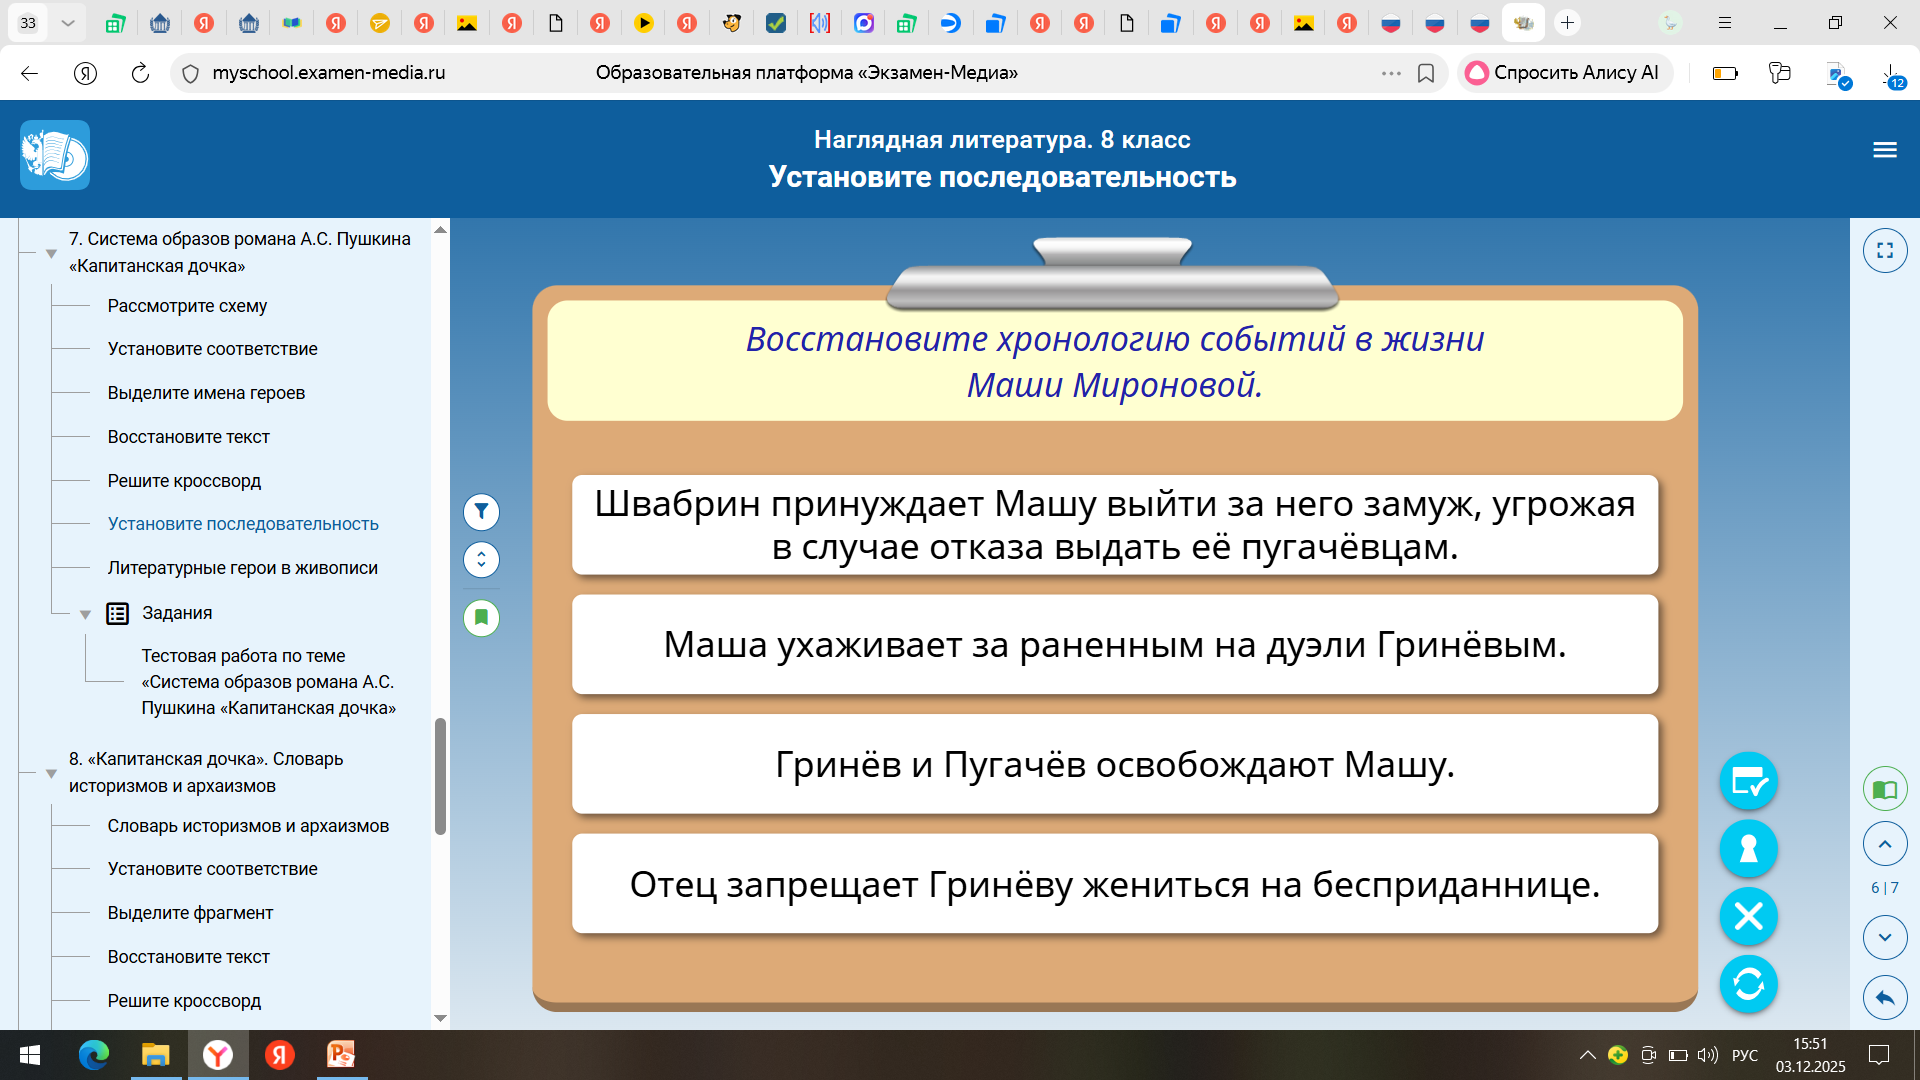 33
myschool.examen-media.ru
Образовательная платформа «Экзамен-Медиа»
Спросить Алису AI
12
Наглядная литература. 8 класс
Установите последовательность
7. Система образов романа А.С. Пушкина
«Капитанская дочка»
Рассмотрите схему
Установите соответствие
Выделите имена героев
Восстановите текст
Решите кроссворд
Установите последовательность
Литературные герои в живописи
Задания
Тестовая работа по теме
«Система образов романа А.С.
Пушкина «Капитанская дочка»
8. «Капитанская дочка». Словарь
историзмов и архаизмов
Словарь историзмов и архаизмов
Установите соответствие
Выделите фрагмент
Восстановите текст
Решите кроссворд
Восстановите хронологию событий в жизни
Маши Мироновой.
Швабрин принуждает Машу выйти за него замуж, угрожая
в случае отказа выдать её пугачёвцам.
Маша ухаживает за раненным на дуэли Гринёвым.
Гринёв и Пугачёв освобождают Машу.
Отец запрещает Гринёву жениться на бесприданнице.
6 | 7
РУС
15:51
03.12.2025